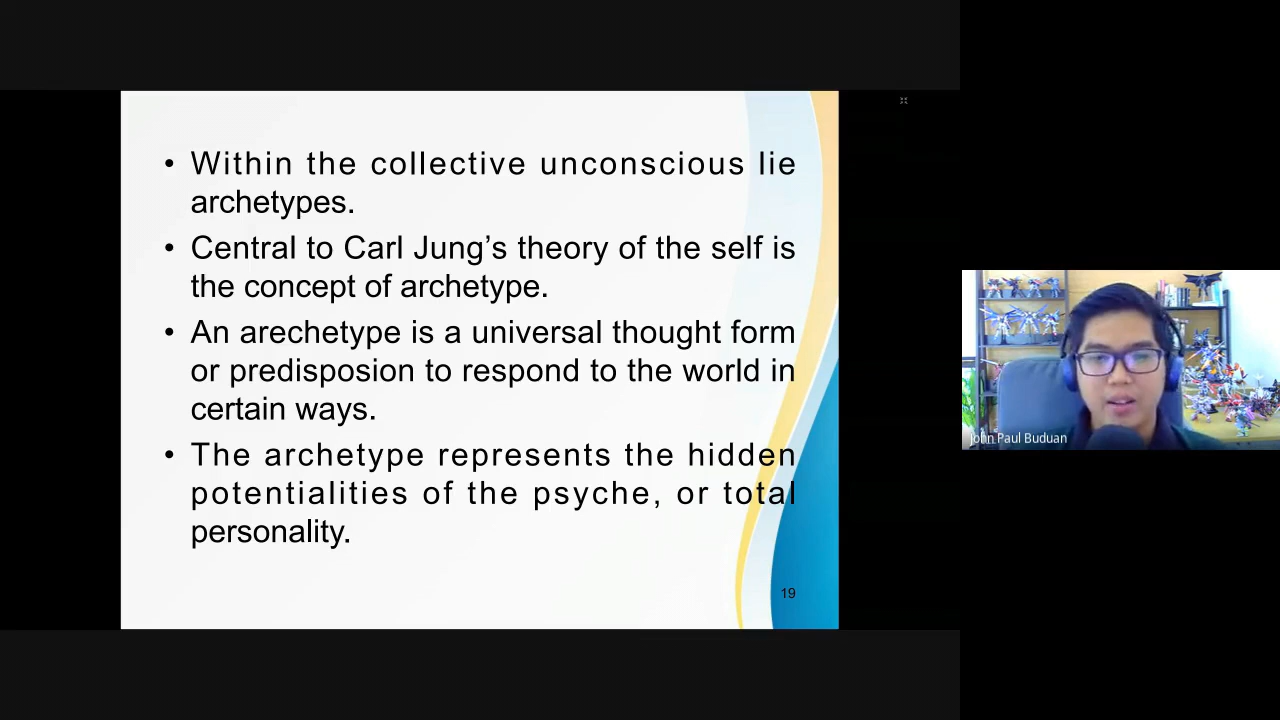 • Within the collective unconscious lie
archetypes.
• Central to Carl Jung’s theory of the self is
the concept of archetype.
• An arechetype is a universal thought form
or predisposion to respond to the world in
certain ways.
• The archetype represents the hidden
potentialities of the psyche, or total
personality.
19
John Paul Buduan